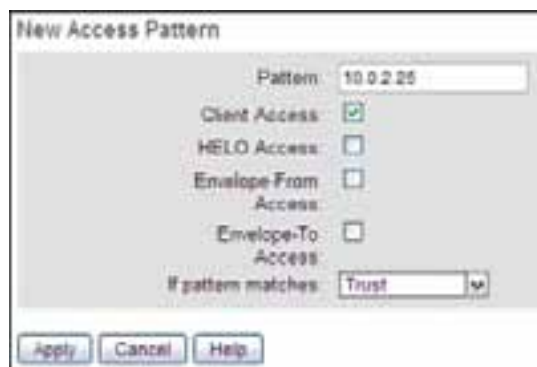 New Access Pattern
Pattern 10.0.2.25
Client Access
HELO Access
Envelope-From
Access
Envelope-To
Access
If pattern matches Trust
Apply Cancel Help